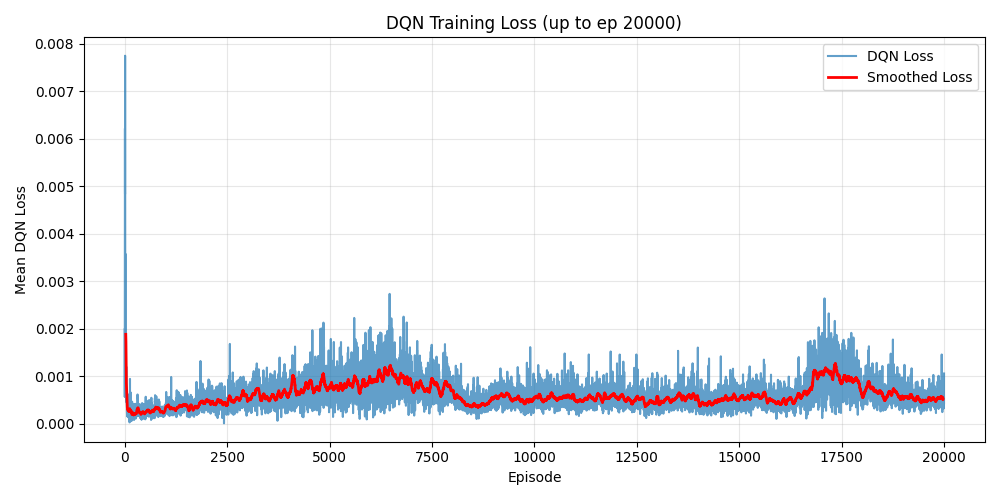 DQN Training Loss (up to ep 20000)
DQN Loss
Smoothed Loss
Mean DQN Loss
0.008
0.007
0.006
0.005
0.004
0.003
0.002
0.001
0.000
0 2500 5000 7500 10000 12500 15000 17500 20000
Episode